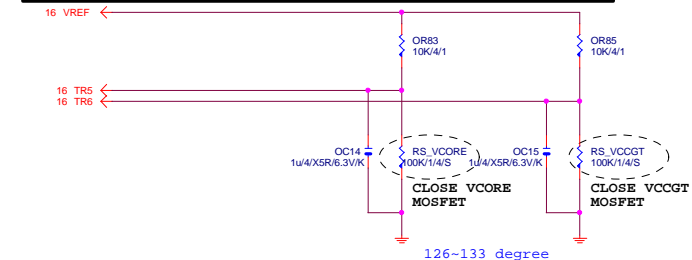 16 VREF
OR83
10K/4/1
OR85
10K/4/1
16 TR5
16 TR6
OC14
1u/4/X5R/6.3V/K
RS_VCORE
100K/1/4/S
OC15
1u/4/X5R/6.3V/K
RS_VCCGT
100K/1/4/S
CLOSE VCORE
MOSFET
CLOSE VCCGT
MOSFET
126~133 degree